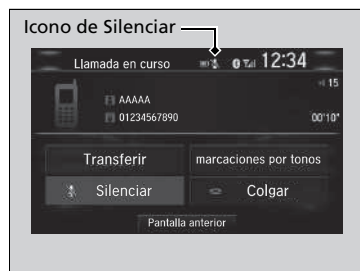 Icono de Silenciar
Llamada en curso 12:34
15
AAAAA
01234567890 00'10"
Transferir marcaciones por tonos
Silenciar Colgar
Pantalla anterior